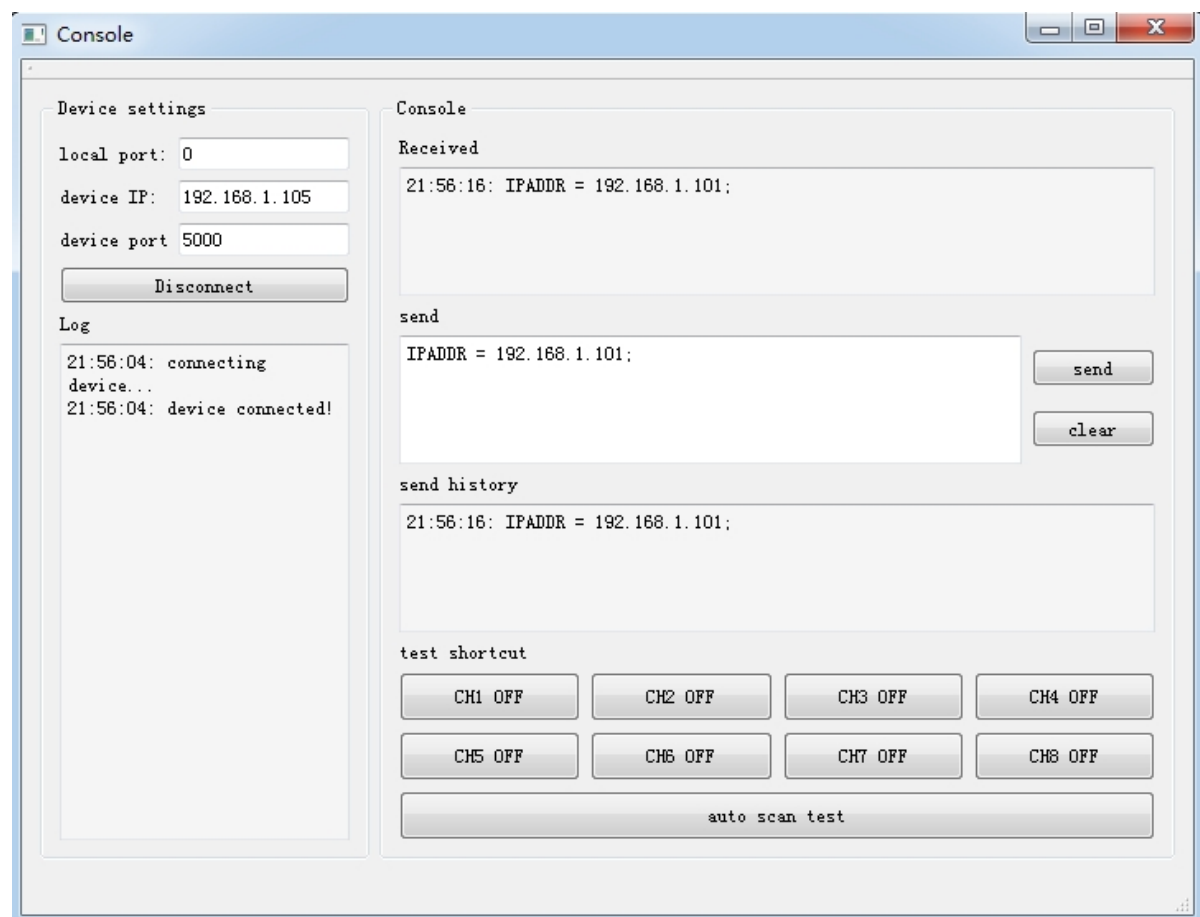 Console
Device settings
local port: 0
device IP: 192.168.1.105
device port 5000
Disconnect
Log
21:56:04: connecting
device...
21:56:04: device connected!
Console
Received
21:56:16: IPADDR = 192.168.1.101;
send
IPADDR = 192.168.1.101;
send
clear
send history
21:56:16: IPADDR = 192.168.1.101;
test shortcut
CH1 OFF CH2 OFF CH3 OFF CH4 OFF
CH5 OFF CH6 OFF CH7 OFF CH8 OFF
auto scan test